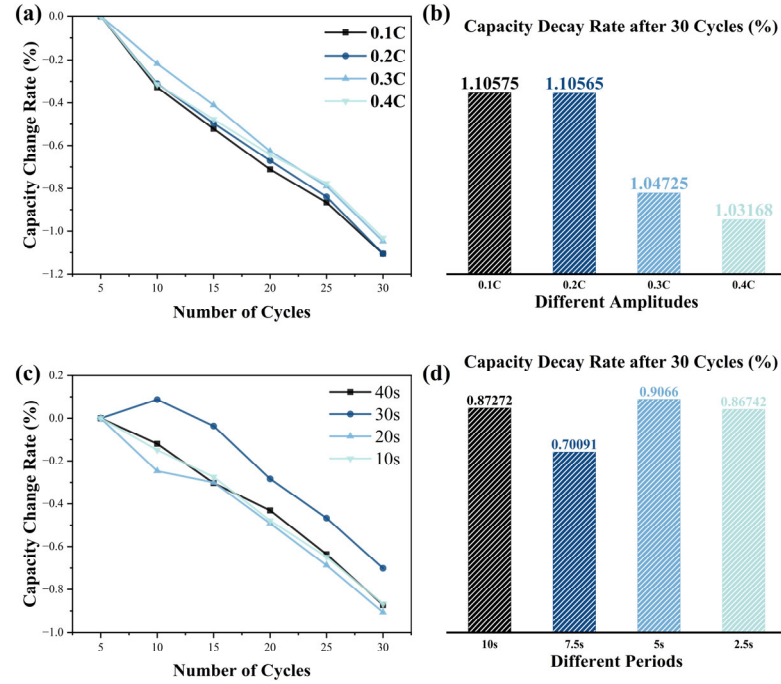 (a)
0.0
−0.2
−0.4
−0.6
−0.8
−1.0
−1.2
Capacity Change Rate (%)
5 10 15 20 25 30
Number of Cycles
0.1C
0.2C
0.3C
0.4C
(b)
Capacity Decay Rate after 30 Cycles (%)
1.10575 1.10565 1.04725 1.03168
0.1C 0.2C 0.3C 0.4C
Different Amplitudes
(c)
0.2
0.0
−0.2
−0.4
−0.6
−0.8
−1.0
Capacity Change Rate (%)
5 10 15 20 25 30
Number of Cycles
40s
30s
20s
10s
(d)
Capacity Decay Rate after 30 Cycles (%)
0.87272 0.70091 0.9066 0.86742
10s 7.5s 5s 2.5s
Different Periods